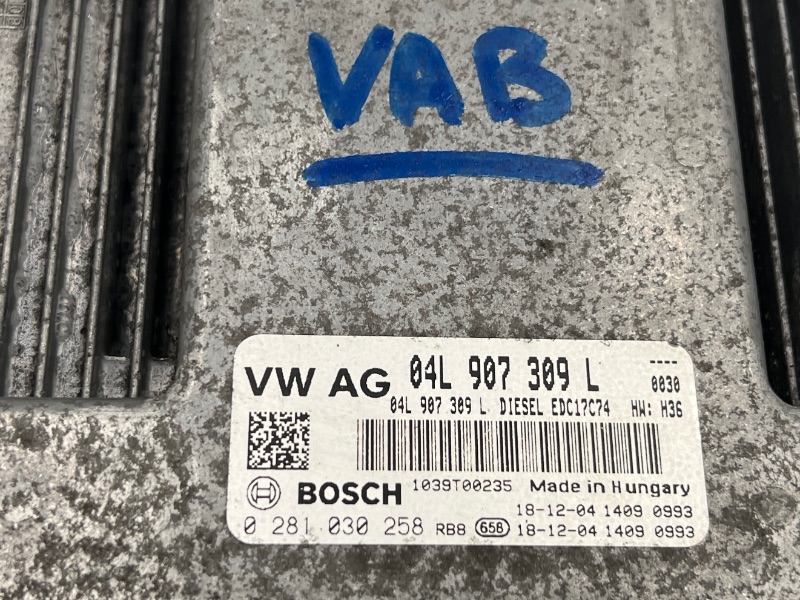 VAB
VW AG 04L 907 309 L ----
0030
04L 907 309 L DIESEL EDC17C74 HW: H36
BOSCH 1039T00235 Made in Hungary
18-12-04 1409 0993
0 281 030 258 RB8 658 18-12-04 1409 0993